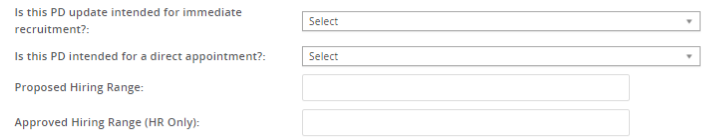 Is this PD update intended for immediate
recruitment?:
Select
Is this PD intended for a direct appointment?:
Select
Proposed Hiring Range:
Approved Hiring Range (HR Only):